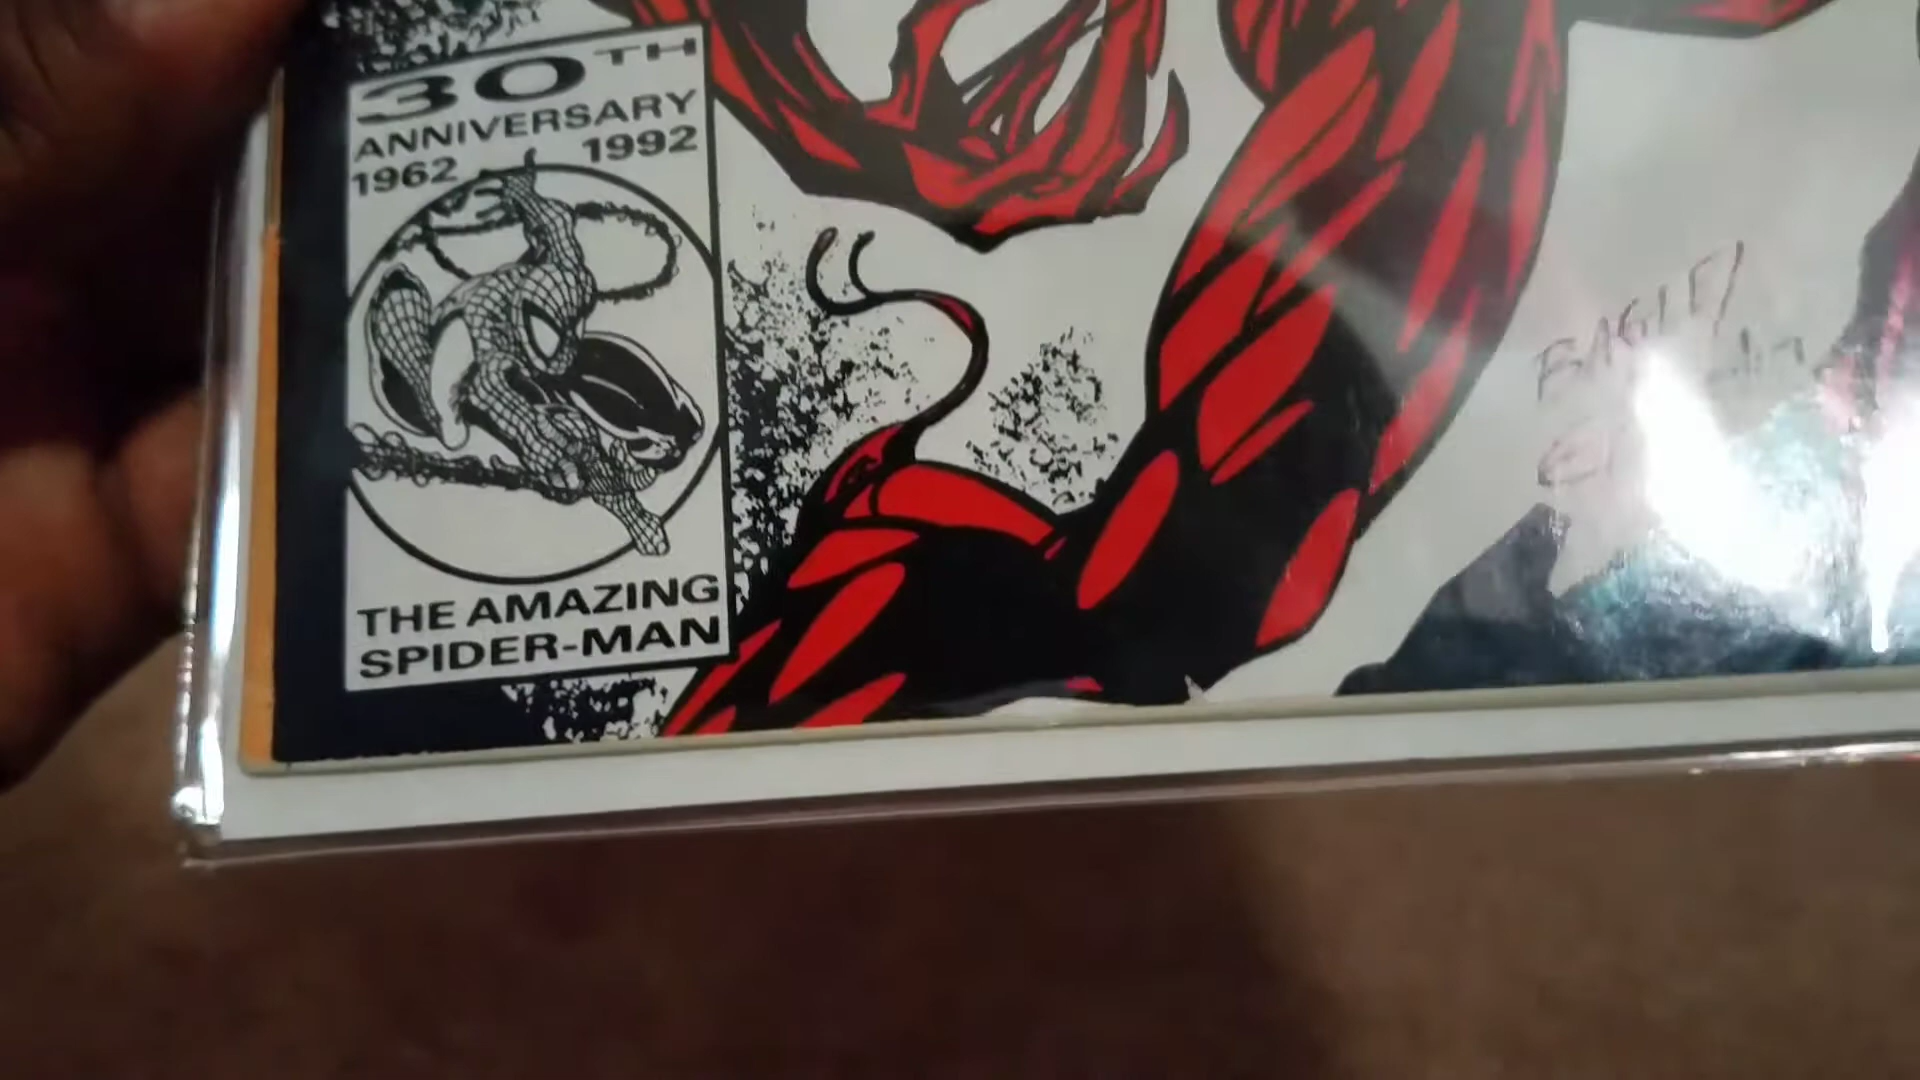 30TH
ANNIVERSARY
1962 1992
THE AMAZING
SPIDER-MAN
BAGLEY